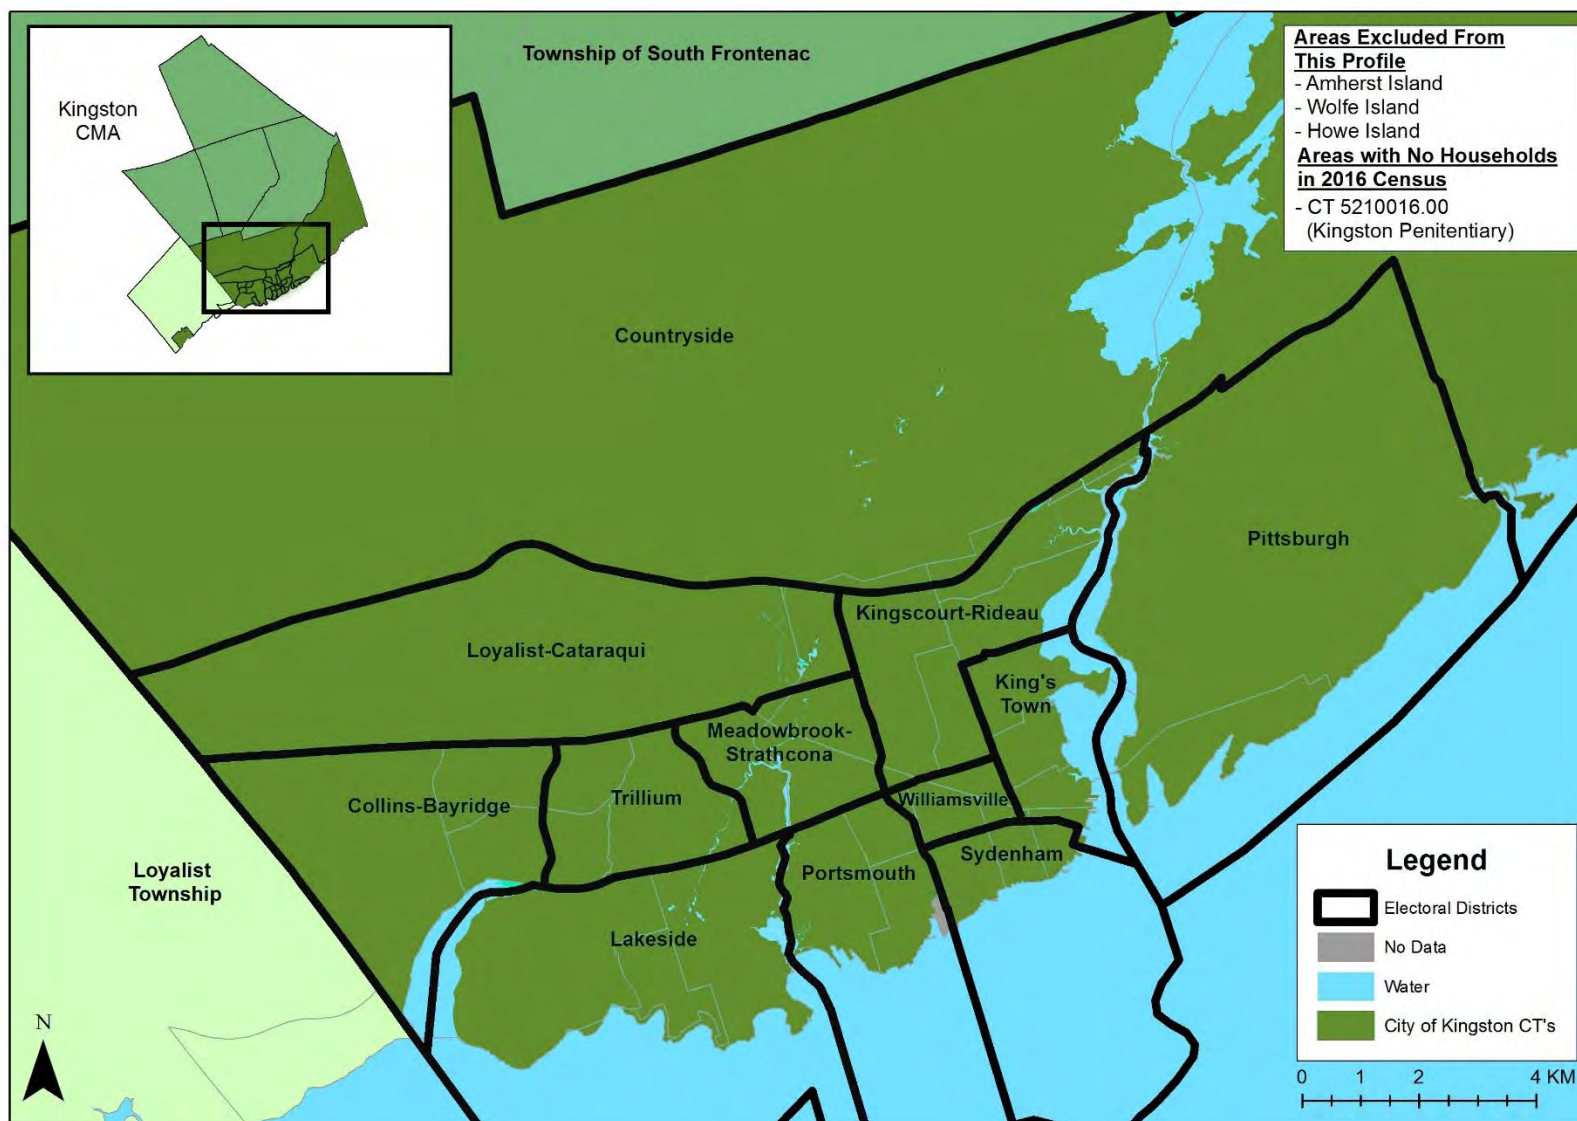 Township of South Frontenac
Kingston
CMA
Areas Excluded From
This Profile
- Amherst Island
- Wolfe Island
- Howe Island
Areas with No Households
in 2016 Census
- CT 5210016.00
(Kingston Penitentiary)
Countryside
Pittsburgh
Kingscourt-Rideau
Loyalist-Cataraqui
King's
Town
Meadowbrook-
Strathcona
Collins-Bayridge
Trillium
Williamsville
Sydenham
Portsmouth
Loyalist
Township
Lakeside
Legend
Electoral Districts
No Data
Water
City of Kingston CT's
N
0 1 2 4 KM